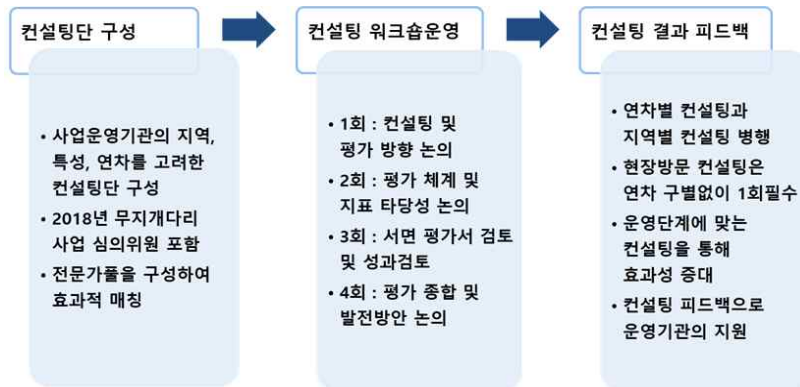 컨설팅단 구성
• 사업운영기관의 지역,
특성, 연차를 고려한
컨설팅단 구성
• 2018년 무지개다리
사업 심의위원 포함
• 전문가풀을 구성하여
효과적 매칭
컨설팅 워크숍운영
• 1회 : 컨설팅 및
평가 방향 논의
• 2회 : 평가 체계 및
지표 타당성 논의
• 3회 : 서면 평가서 검토
및 성과검토
• 4회 : 평가 종합 및
발전방안 논의
컨설팅 결과 피드백
• 연차별 컨설팅과
지역별 컨설팅 병행
• 현장방문 컨설팅은
연차 구별없이 1회필수
• 운영단계에 맞는
컨설팅을 통해
효과성 증대
• 컨설팅 피드백으로
운영기관의 지원